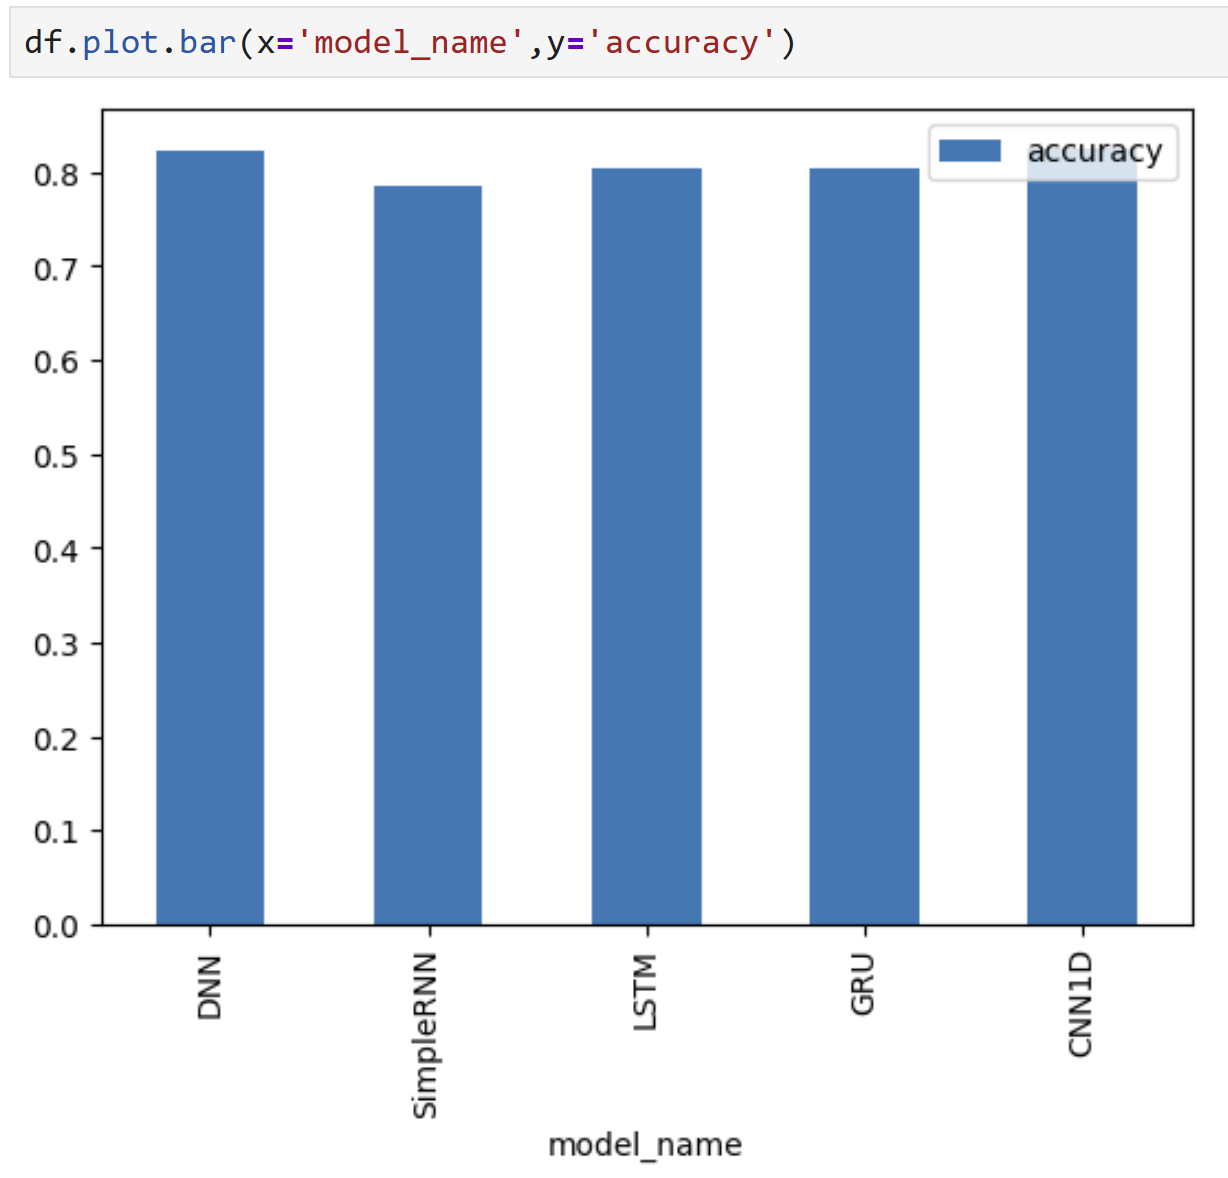 df.plot.bar(x='model_name',y='accuracy')
accuracy
0.8
0.7
0.6
0.5
0.4
0.3
0.2
0.1
0.0
DNN
SimpleRNN
LSTM
GRU
CNN1D
model_name